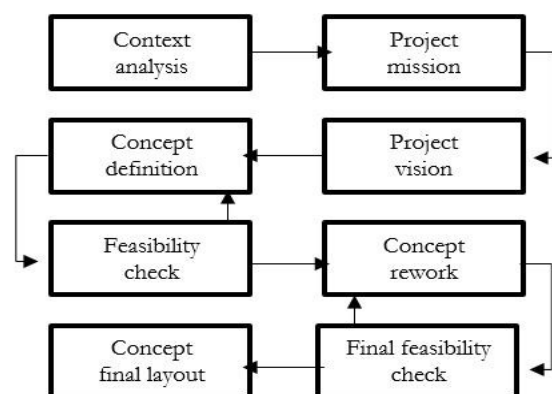 Context
analysis
Project
mission
Concept
definition
Project
vision
Feasibility
check
Concept
rework
Concept
final layout
Final feasibility
check